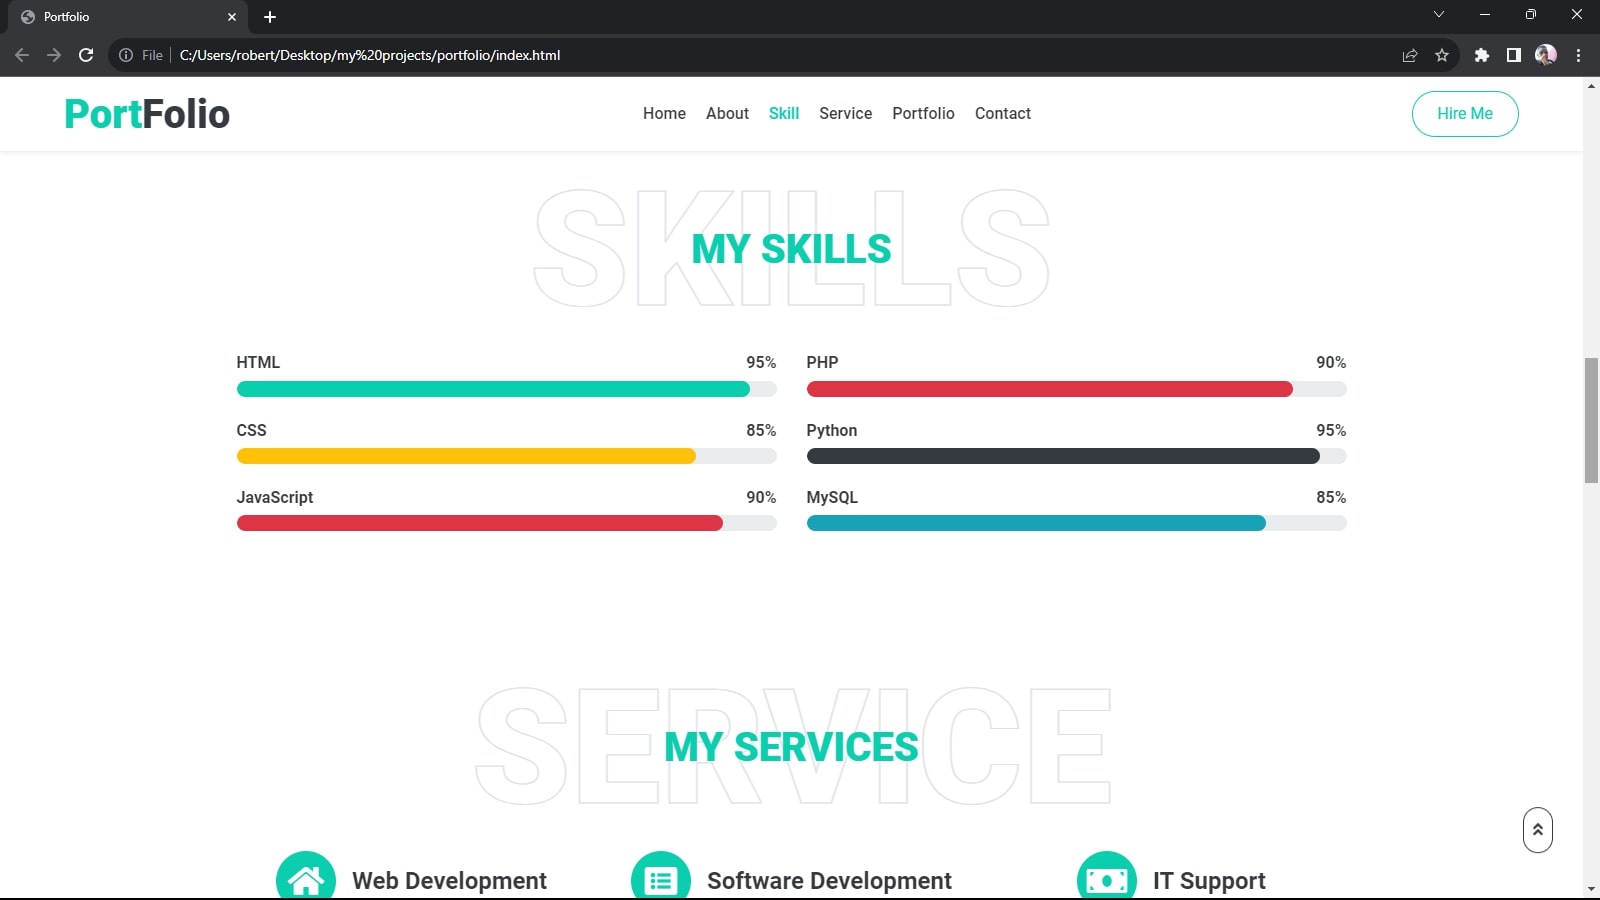 Portfolio
File C:/Users/robert/Desktop/my%20projects/portfolio/index.html
PortFolio
Home About Skill Service Portfolio Contact
Hire Me
SKILLS
MY SKILLS
HTML 95%
PHP 90%
CSS 85%
Python 95%
JavaScript 90%
MySQL 85%
SERVICE
MY SERVICES
Web Development
Software Development
IT Support